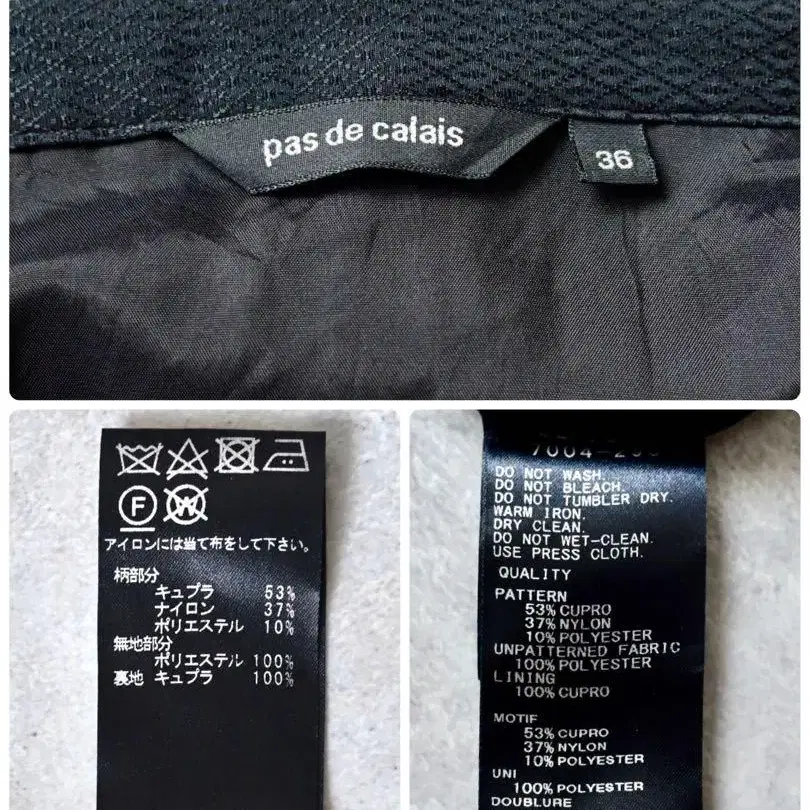 pas de calais
36
F
W
アイロンには当て布をして下さい。
柄部分
キュプラ 53%
ナイロン 37%
ポリエステル 10%
無地部分
ポリエステル 100%
裏地 キュプラ 100%
DO NOT WASH.
DO NOT BLEACH.
DO NOT TUMBLER DRY.
WARM IRON.
DRY CLEAN.
DO NOT WET-CLEAN.
USE PRESS CLOTH.
QUALITY
PATTERN
53% CUPRO
37% NYLON
10% POLYESTER
UNPATTERNED FABRIC
100% POLYESTER
LINING
100% CUPRO
MOTIF
53% CUPRO
37% NYLON
10% POLYESTER
UNI
100% POLYESTER
DOUBLURE